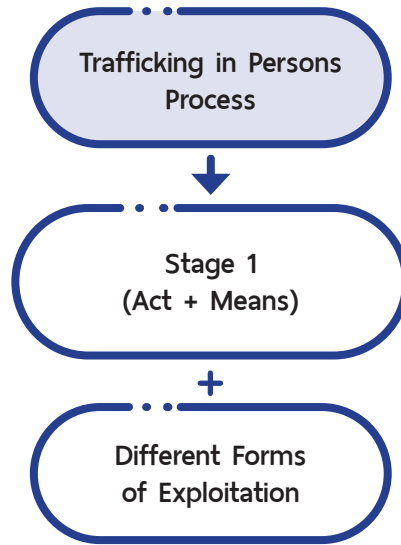 Trafficking in Persons
Process
Stage 1
(Act + Means)
+
Different Forms
of Exploitation